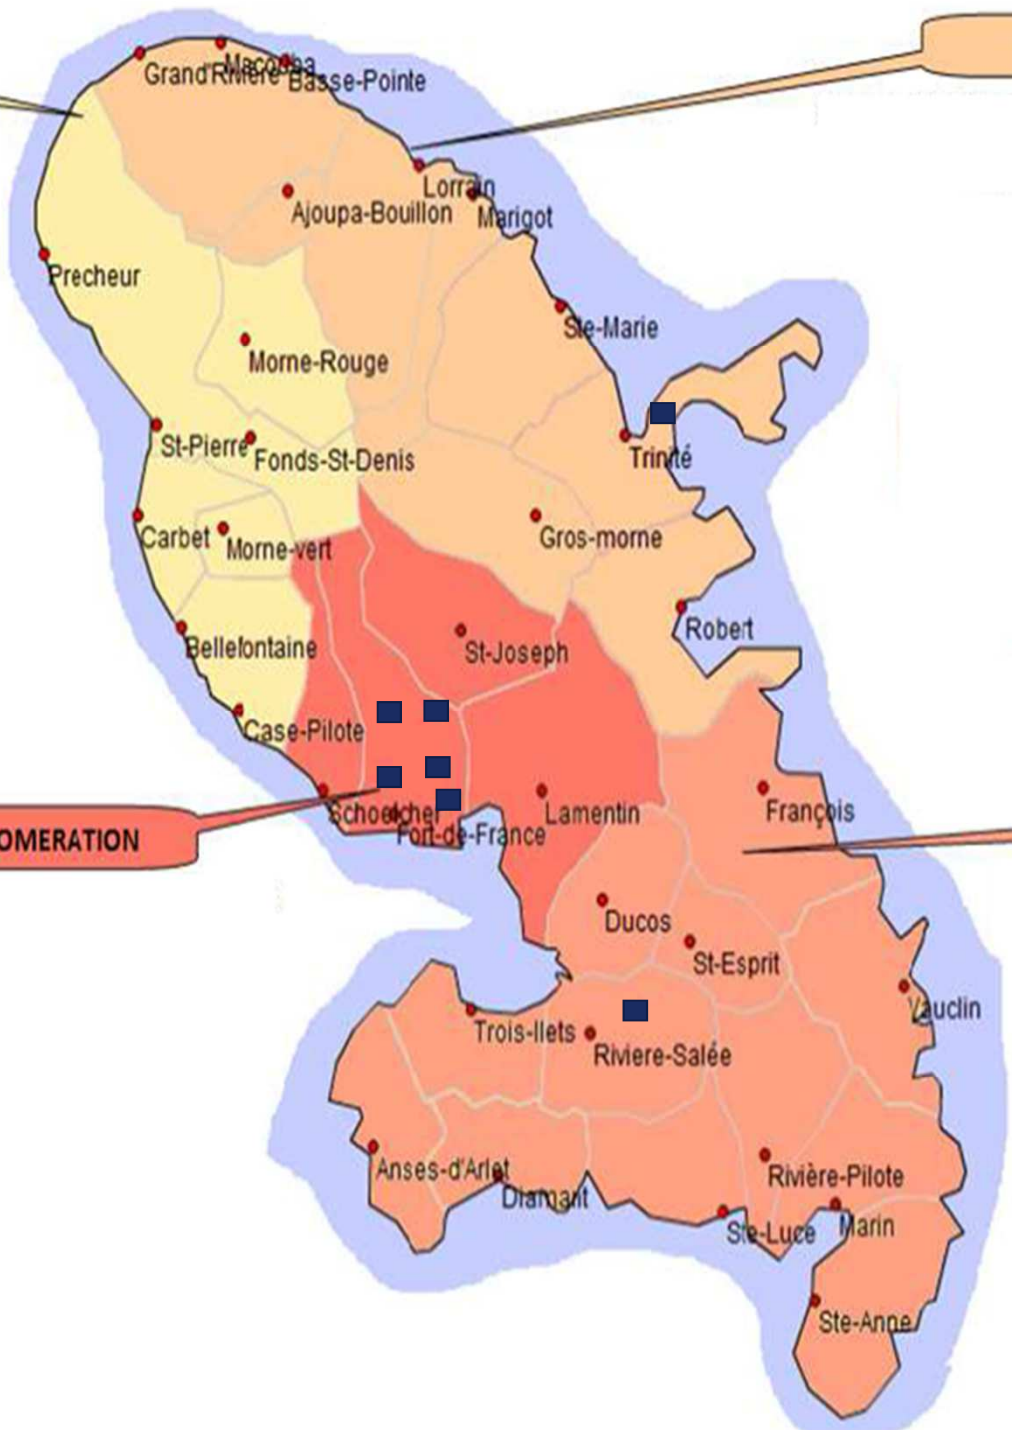 Macouba
Grand'Rivière
Basse-Pointe
Lorrain
Ajoupa-Bouillon
Marigot
Precheur
Ste-Marie
Morne-Rouge
St-Pierre
Fonds-St-Denis
Trinité
Carbet
Morne-vert
Gros-morne
Robert
Bellefontaine
St-Joseph
Case-Pilote
Schoelcher
Lamentin
François
OMERATION
Fort-de-France
Ducos
St-Esprit
Vauclin
Trois-Ilets
Riviere-Salée
Anses-d'Arlet
Rivière-Pilote
Diamant
Ste-Luce
Marin
Ste-Anne